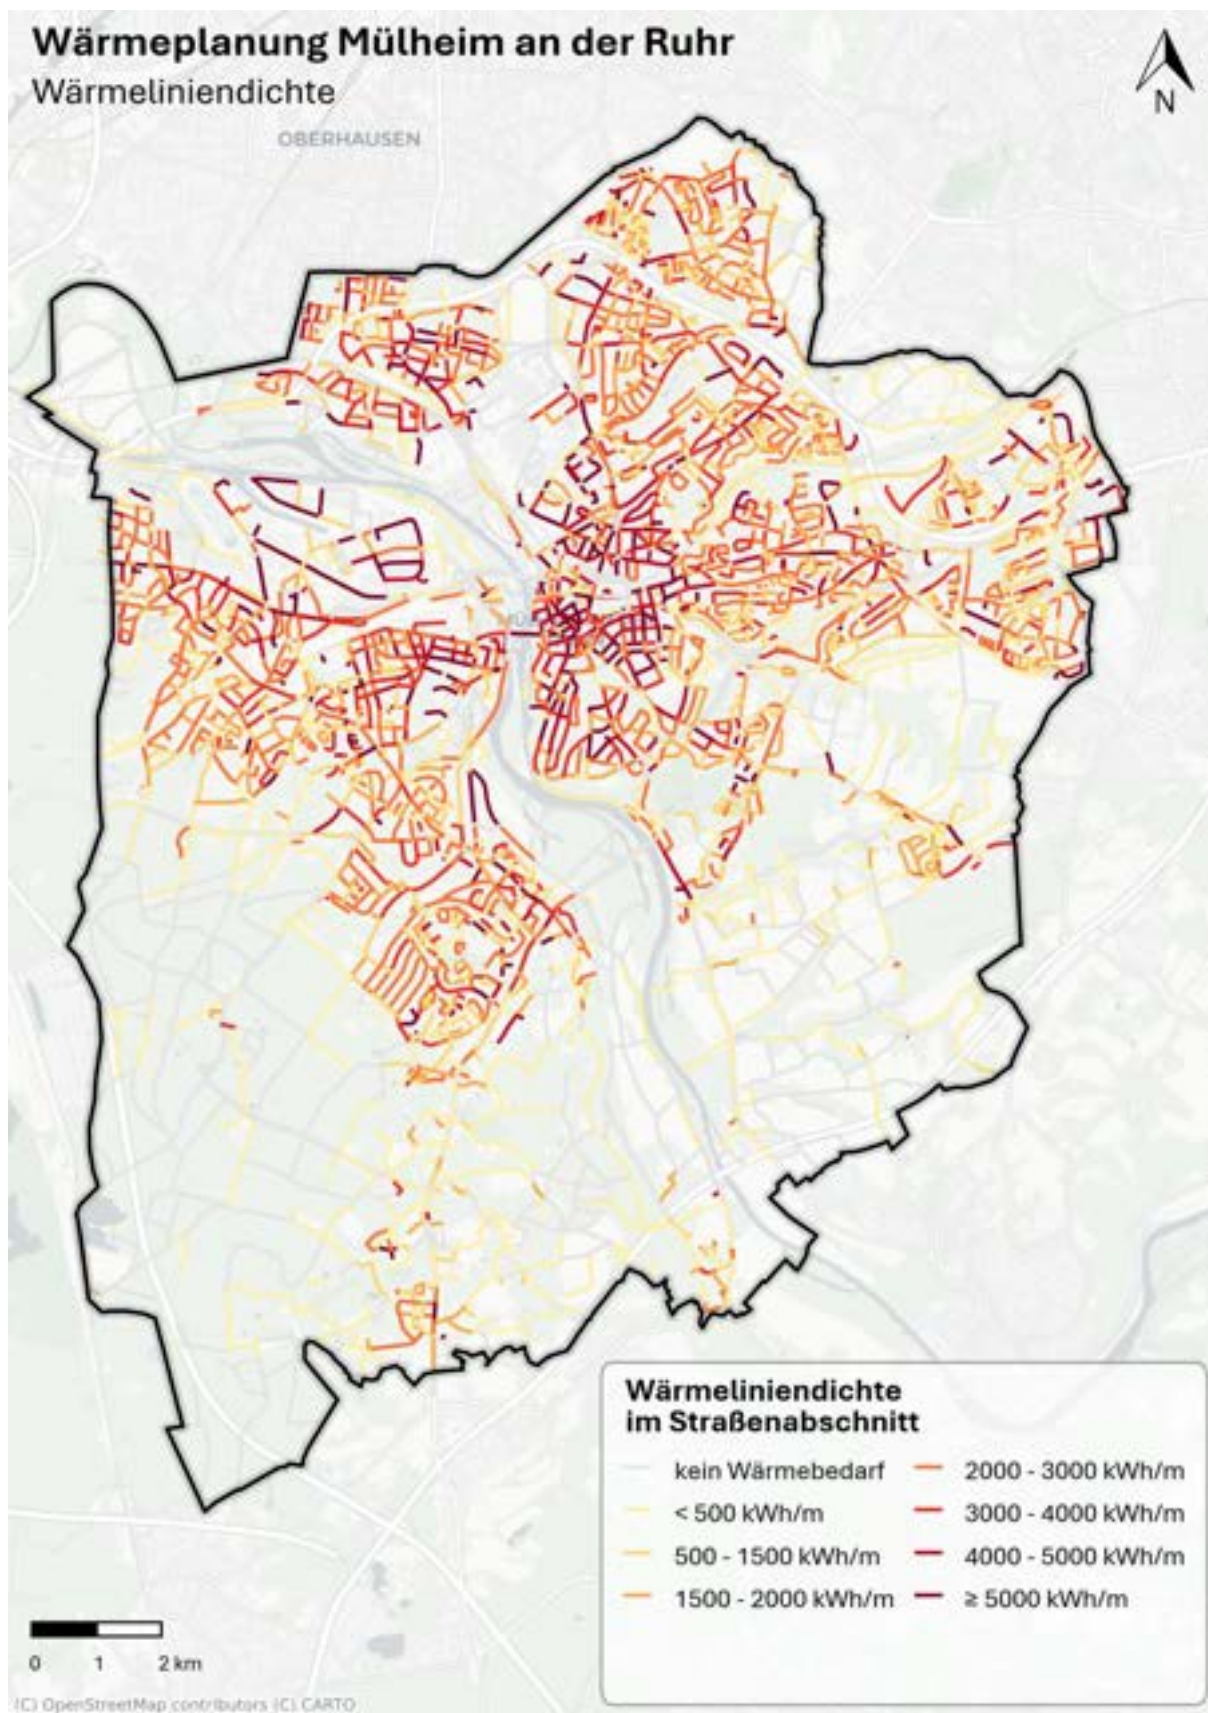 Wärmeplanung Mülheim an der Ruhr
Wärmeliniendichte
N
OBERHAUSEN
Wärmeliniendichte
im Straßenabschnitt
kein Wärmebedarf
< 500 kWh/m
500 - 1500 kWh/m
1500 - 2000 kWh/m
2000 - 3000 kWh/m
3000 - 4000 kWh/m
4000 - 5000 kWh/m
≥ 5000 kWh/m
0 1 2 km
(C) OpenStreetMap contributors (C) CARTO